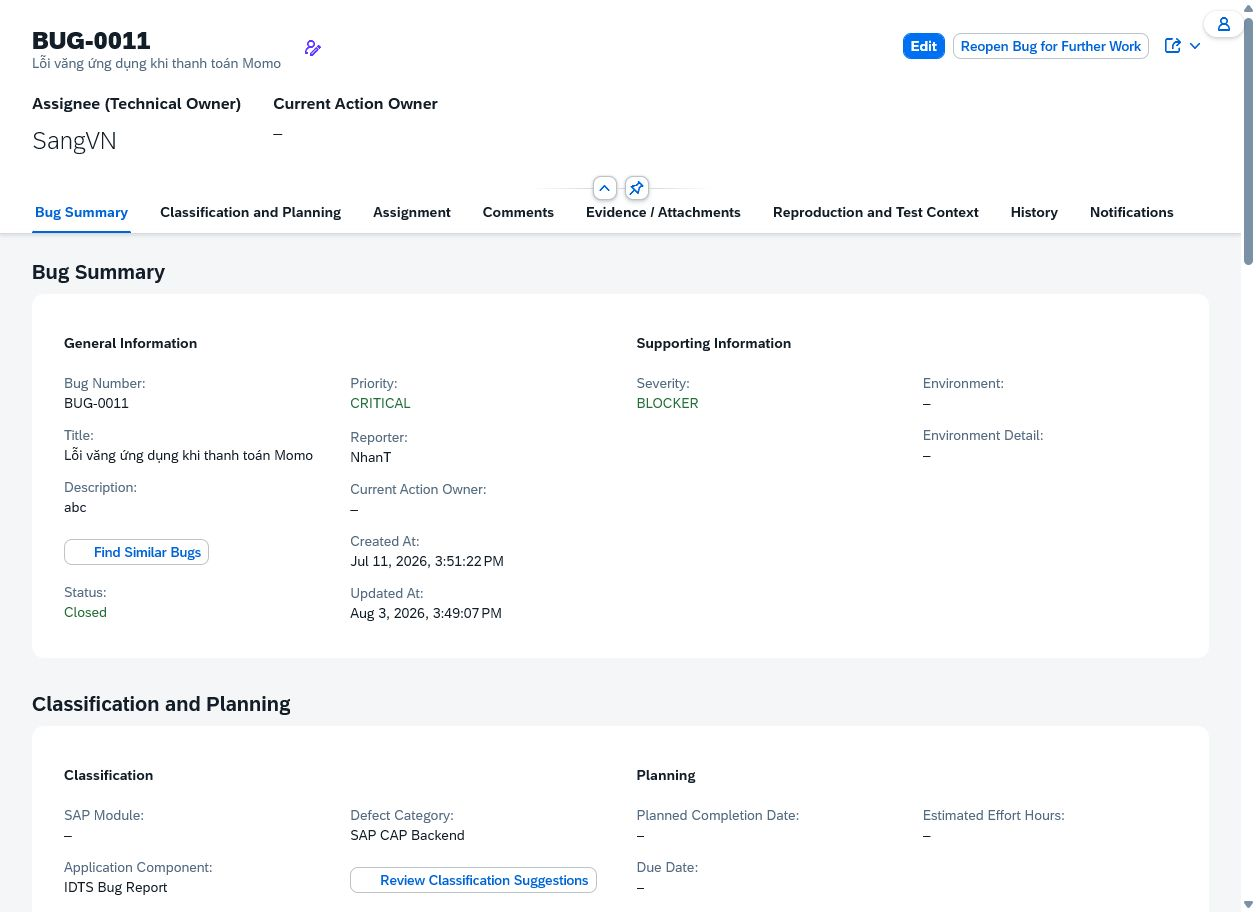 BUG-0011
Lỗi văng ứng dụng khi thanh toán Momo
Edit
Reopen Bug for Further Work
Assignee (Technical Owner)
SangVN
Current Action Owner
–
Bug Summary
Classification and Planning
Assignment
Comments
Evidence / Attachments
Reproduction and Test Context
History
Notifications
Bug Summary
General Information
Bug Number:
BUG-0011
Title:
Lỗi văng ứng dụng khi thanh toán Momo
Description:
abc
Find Similar Bugs
Status:
Closed
Priority:
CRITICAL
Reporter:
NhanT
Current Action Owner:
–
Created At:
Jul 11, 2026, 3:51:22 PM
Updated At:
Aug 3, 2026, 3:49:07 PM
Supporting Information
Severity:
BLOCKER
Environment:
–
Environment Detail:
–
Classification and Planning
Classification
SAP Module:
–
Application Component:
IDTS Bug Report
Defect Category:
SAP CAP Backend
Review Classification Suggestions
Planning
Planned Completion Date:
–
Due Date:
–
Estimated Effort Hours:
–